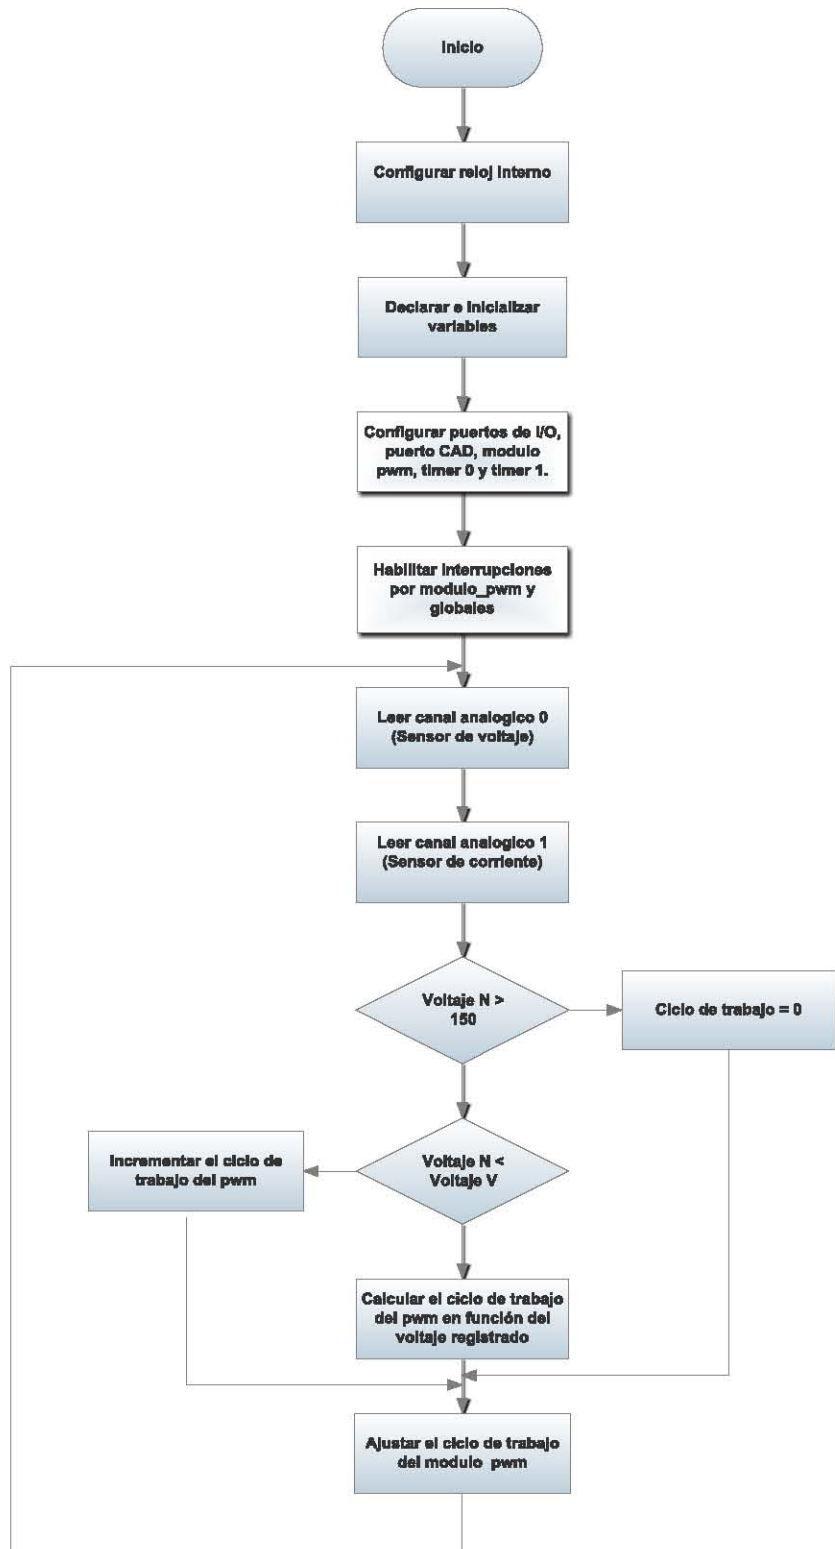 Inicio
Configurar reloj interno
Declarar e inicializar
variables
Configurar puertos de I/O,
puerto CAD, modulo
pwm, timer 0 y timer 1.
Habilitar interrupciones
por modulo_pwm y
globales
Leer canal analogico 0
(Sensor de voltaje)
Leer canal analogico 1
(Sensor de corriente)
Voltaje N >
150
Ciclo de trabajo = 0
Voltaje N <
Voltaje V
Incrementar el ciclo de
trabajo del pwm
Calcular el ciclo de trabajo
del pwm en función del
voltaje registrado
Ajustar el ciclo de trabajo
del modulo pwm